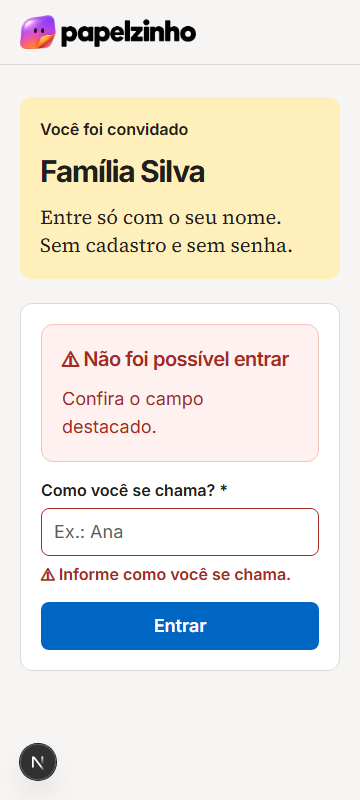 papelzinho
Você foi convidado
Família Silva
Entre só com o seu nome.
Sem cadastro e sem senha.
⚠ Não foi possível entrar
Confira o campo
destacado.
Como você se chama? *
Ex.: Ana
⚠ Informe como você se chama.
Entrar
N